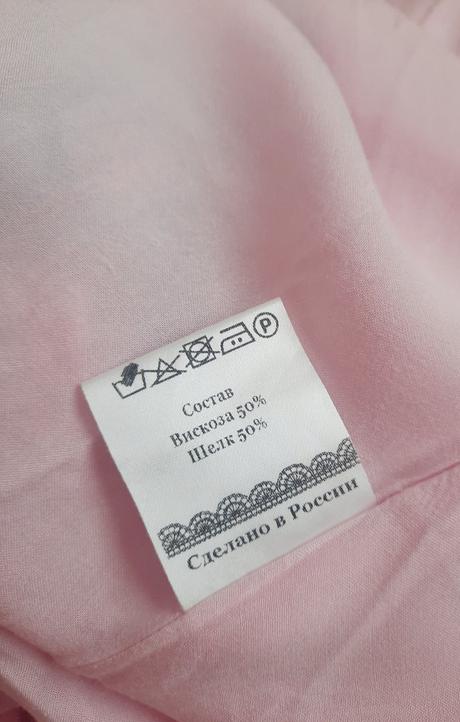 P
Состав
Вискоза 50%
Шелк 50%
Сделано в России